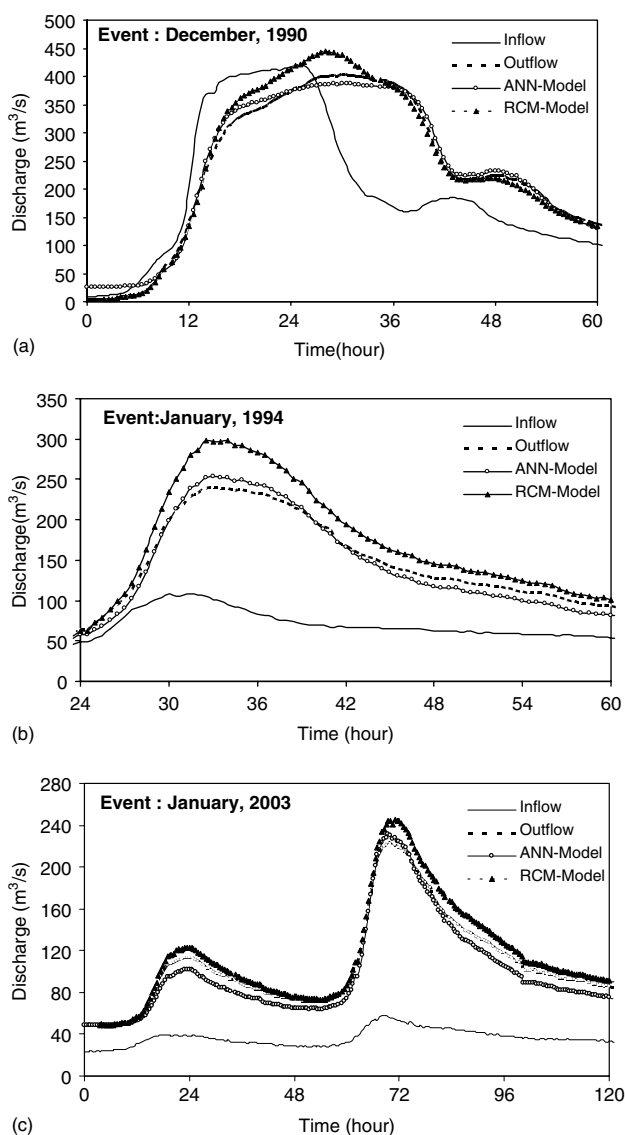 Event : December, 1990
Inflow
Outflow
ANN-Model
RCM-Model
500
450
400
350
300
250
200
150
100
50
0
Discharge (m³/s)
0 12 24 36 48 60
Time(hour)
(a)
Event:January, 1994
Inflow
Outflow
ANN-Model
RCM-Model
350
300
250
200
150
100
50
0
Discharge(m³/s)
24 30 36 42 48 54 60
Time (hour)
(b)
Event : January, 2003
Inflow
Outflow
ANN-Model
RCM-Model
280
240
200
160
120
80
40
0
Discharge (m³/s)
0 24 48 72 96 120
Time (hour)
(c)